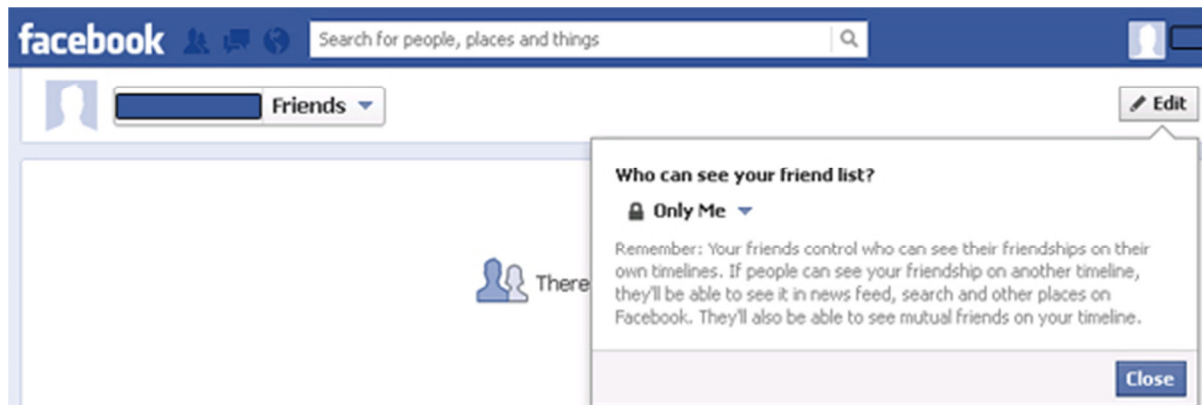 facebook Search for people, places and things
Friends
Edit
Who can see your friend list?
Only Me
There
Remember: Your friends control who can see their friendships on their
own timelines. If people can see your friendship on another timeline,
they'll be able to see it in news feed, search and other places on
Facebook. They'll also be able to see mutual friends on your timeline.
Close